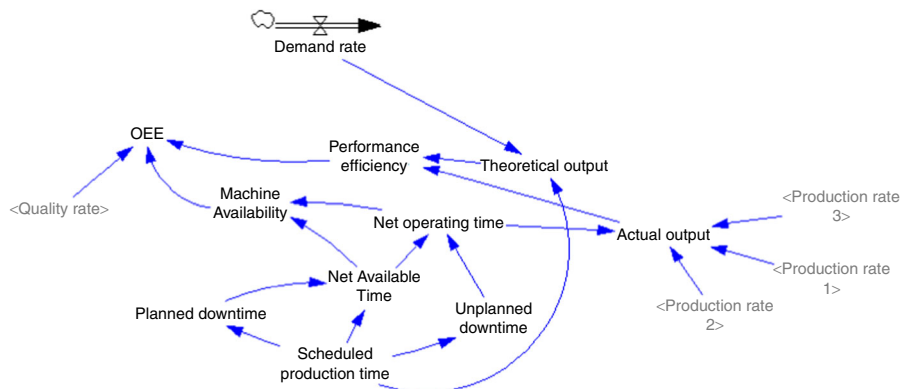 Demand rate
OEE
Performance
efficiency
Theoretical output
<Quality rate>
Machine
Availability
Net operating time
Actual output
<Production rate
3>
<Production rate
1>
<Production rate
2>
Net Available
Time
Planned downtime
Unplanned
downtime
Scheduled
production time